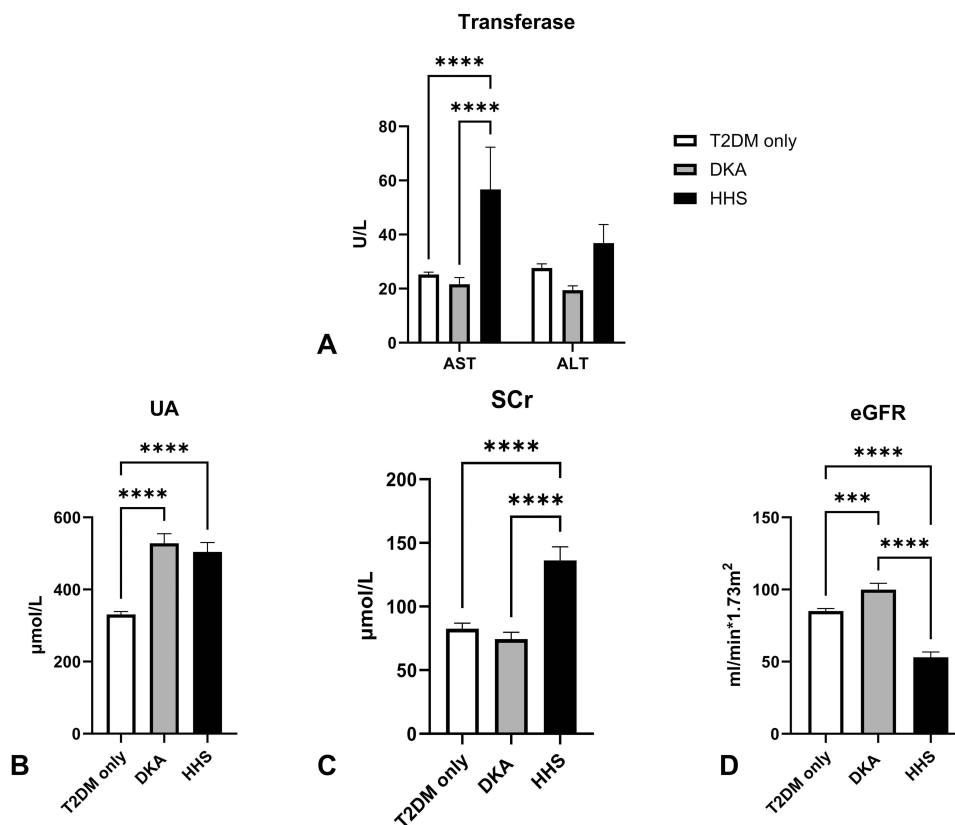 Transferase
****
****
80
60
40
20
0
U/L
AST
ALT
T2DM only
DKA
HHS
A
UA
****
****
600
400
200
0
µmol/L
T2DM only
DKA
HHS
B
SCr
****
****
200
150
100
50
0
µmol/L
T2DM only
DKA
HHS
C
eGFR
****
***
****
150
100
50
0
ml/min*1.73m²
T2DM only
DKA
HHS
D